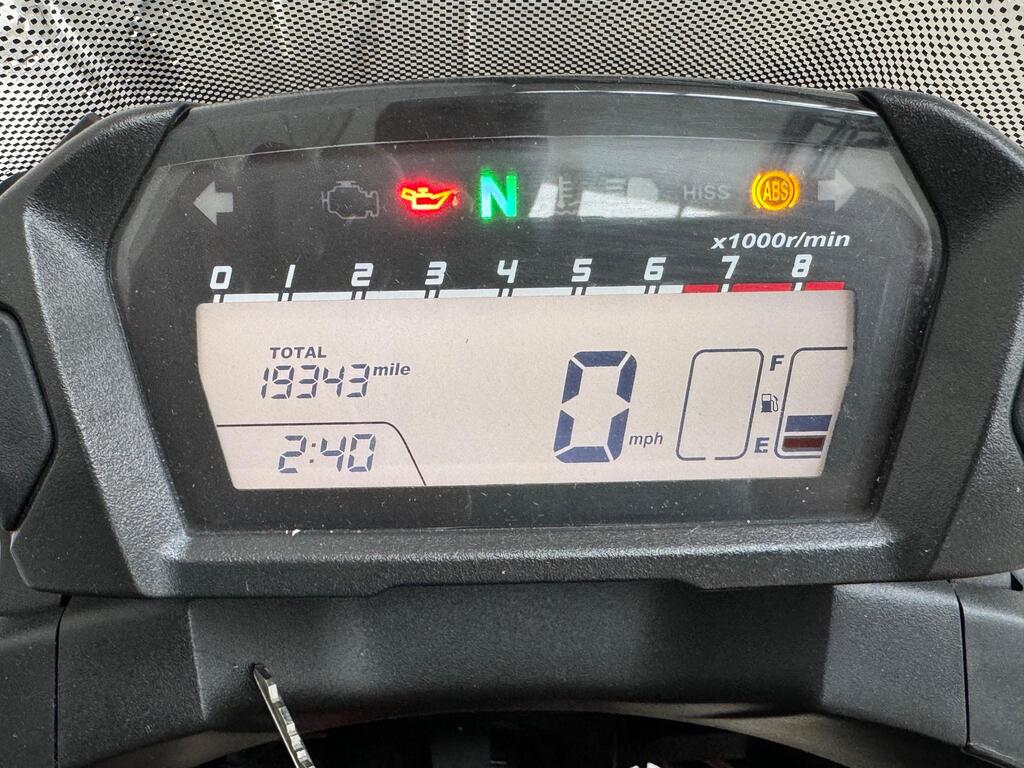 N HISS ABS
x1000r/min
0 1 2 3 4 5 6 7 8
TOTAL
19343 mile
2:40
0 mph
F
E